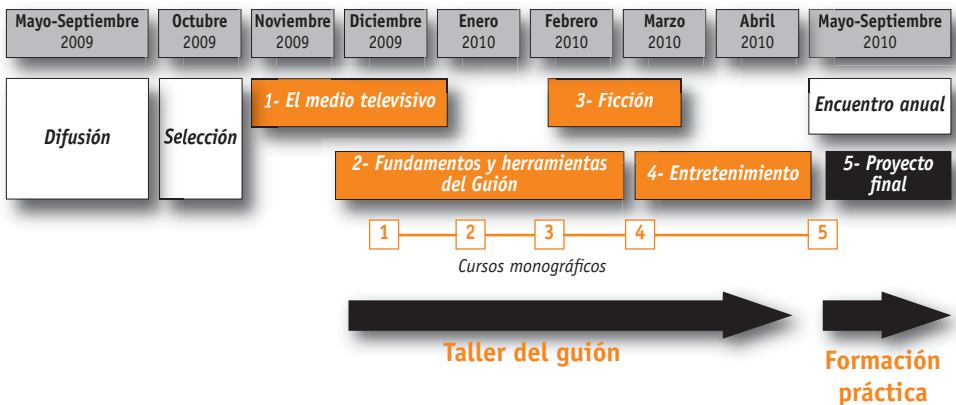 Mayo-Septiembre
2009
Octubre
2009
Noviembre
2009
Diciembre
2009
Enero
2010
Febrero
2010
Marzo
2010
Abril
2010
Mayo-Septiembre
2010
Difusión
Selección
1- El medio televisivo
3- Ficción
Encuentro anual
2- Fundamentos y herramientas
del Guión
4- Entretenimiento
5- Proyecto
final
1
2
3
4
5
Cursos monográficos
Taller del guión
Formación
práctica